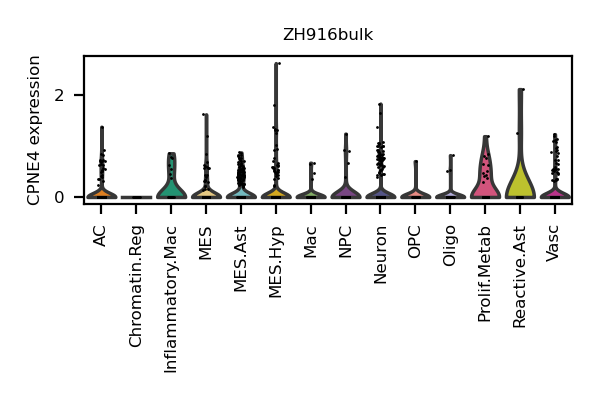 ZH916bulk
CPNE4 expression
2
0
AC
Chromatin.Reg
Inflammatory.Mac
MES
MES.Ast
MES.Hyp
Mac
NPC
Neuron
OPC
Oligo
Prolif.Metab
Reactive.Ast
Vasc